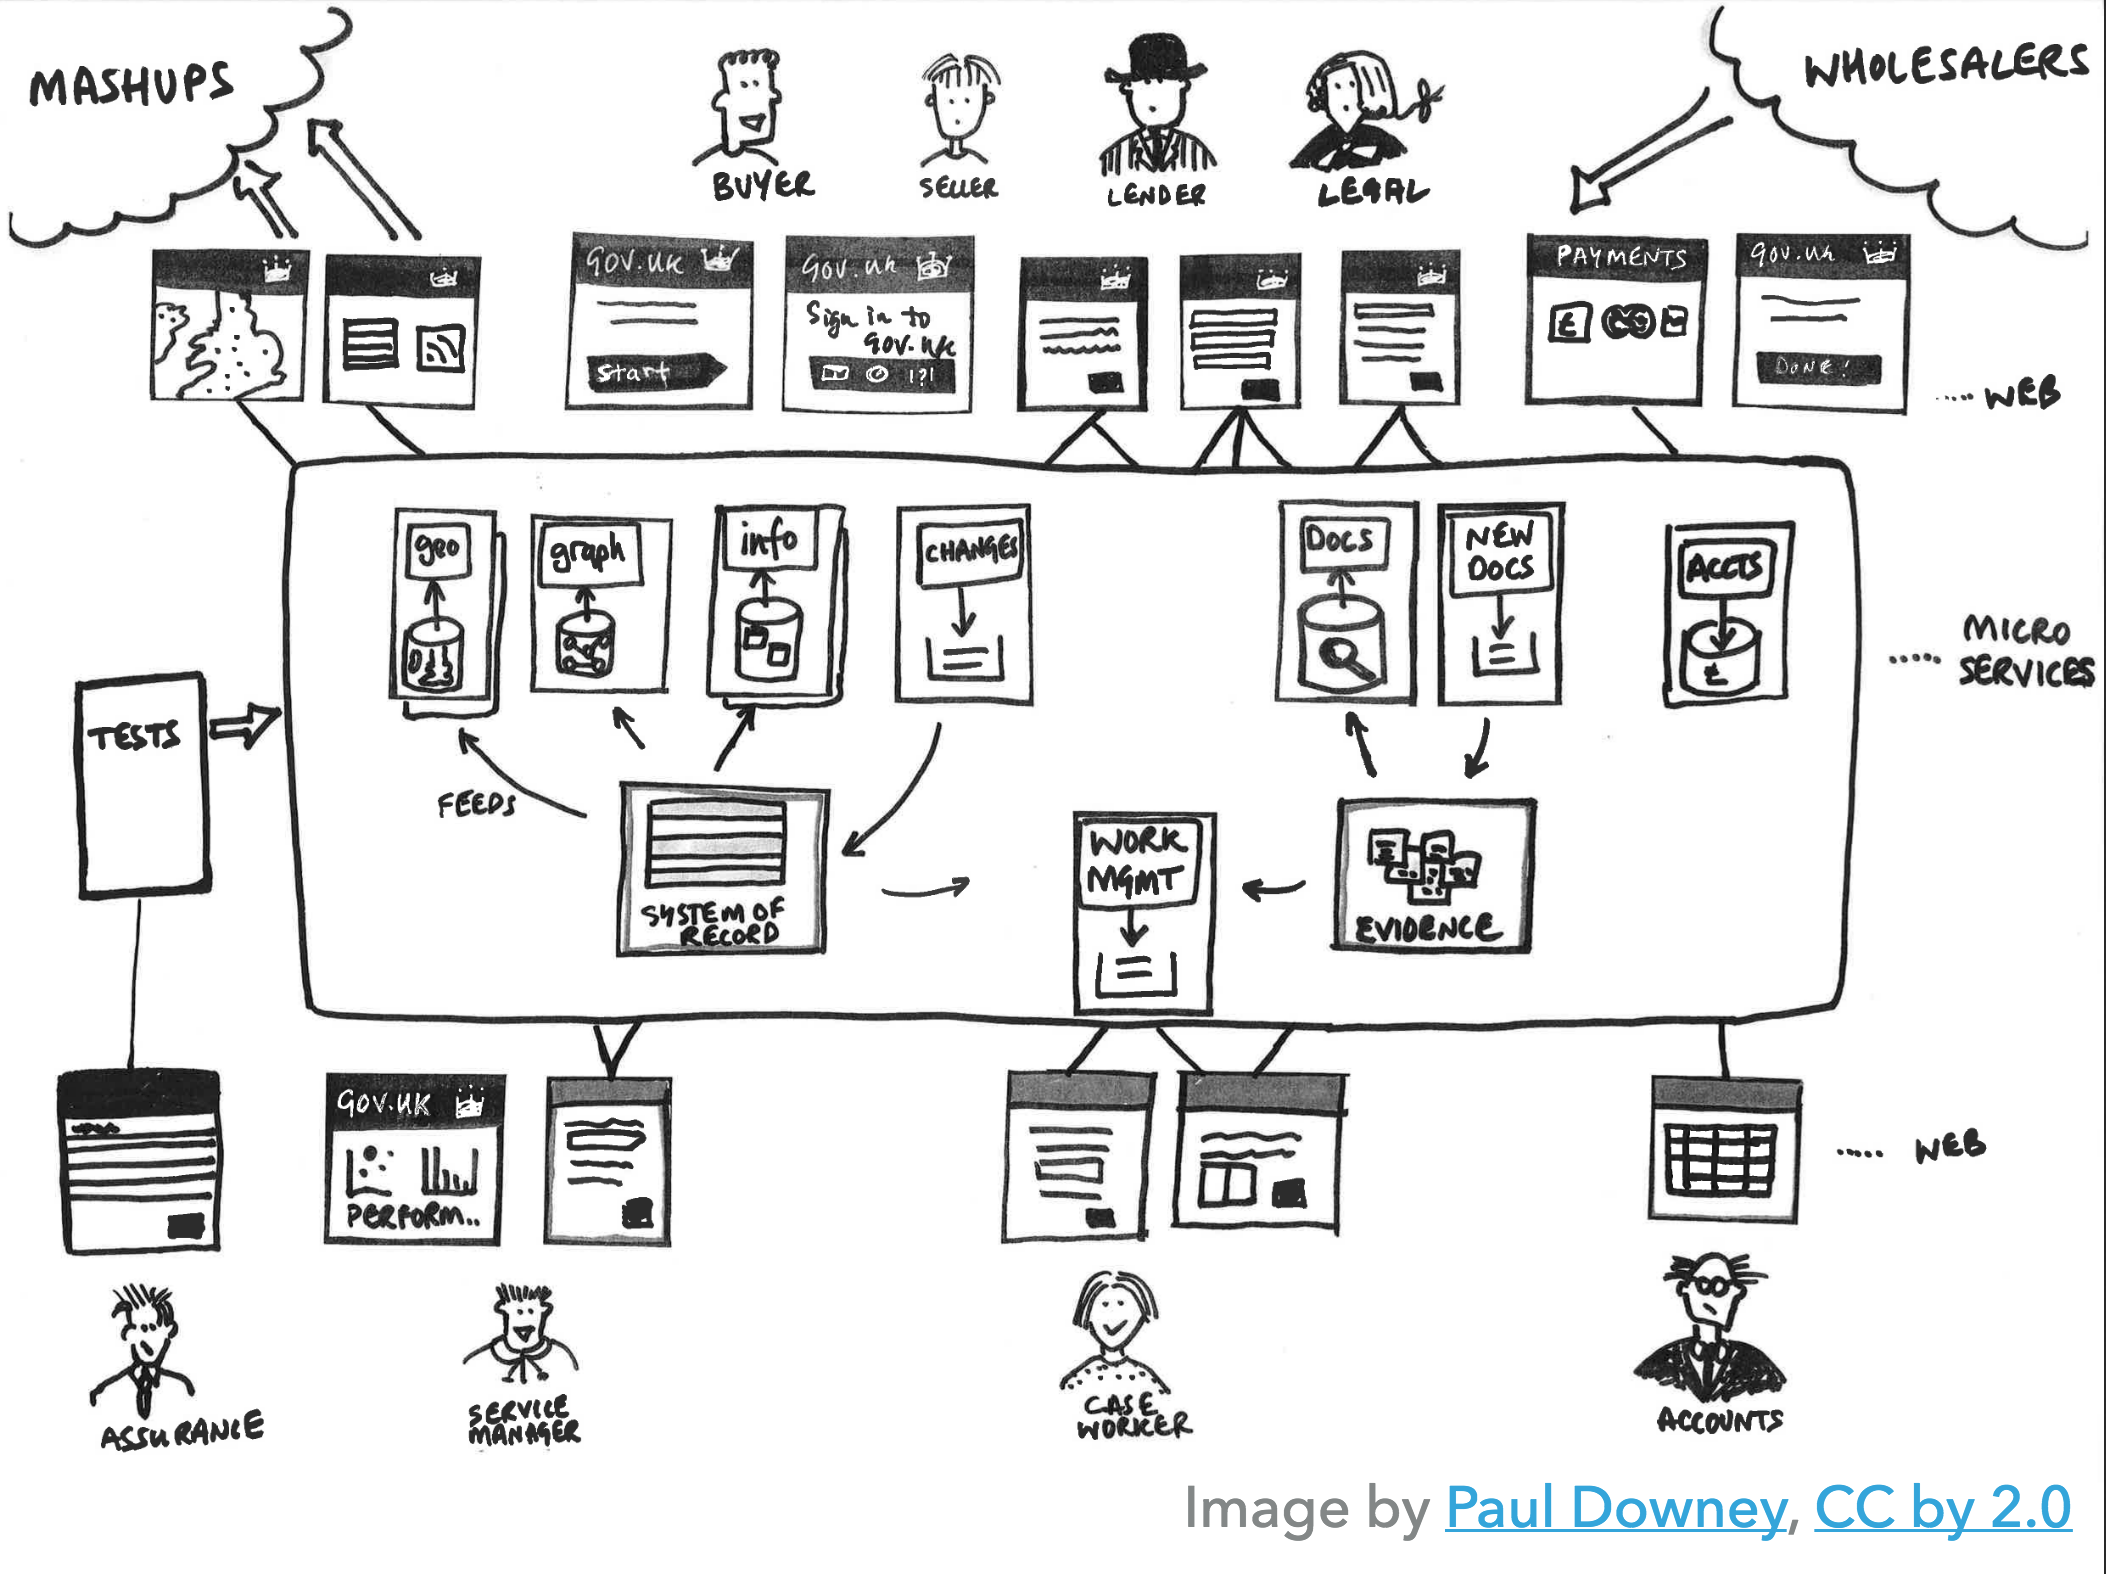 MASHUPS
WHOLESALERS
BUYER
SELLER
LENDER
LEGAL
GOV.UK
Start
GOV.UK
Sign in to
GOV.UK
!?!
PAYMENTS
£
GOV.UK
DONE!
..... WEB
geo
graph
info
CHANGES
DOCS
NEW
DOCS
ACCTS
£
..... MICRO
SERVICES
TESTS
FEEDS
SYSTEM OF
RECORD
WORK
MGMT
EVIDENCE
GOV.UK
PERFORM..
..... WEB
ASSURANCE
SERVICE
MANAGER
CASE
WORKER
ACCOUNTS
Image by Paul Downey, CC by 2.0